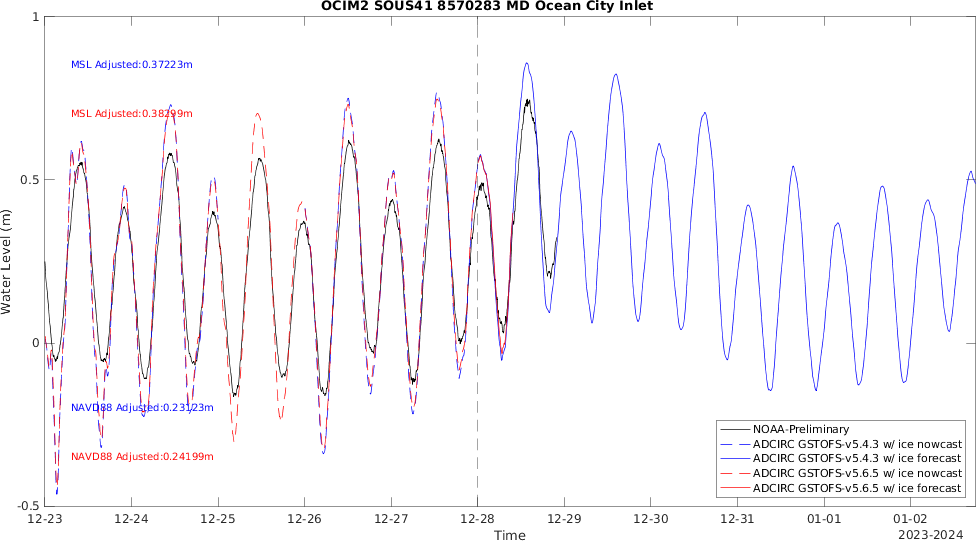 OCIM2 SOUS41 8570283 MD Ocean City Inlet
1
MSL Adjusted:0.37223m
MSL Adjusted:0.38299m
0.5
Water Level (m)
0
NAVD88 Adjusted:0.23123m
NAVD88 Adjusted:0.24199m
NOAA-Preliminary
ADCIRC GSTOFS-v5.4.3 w/ ice nowcast
ADCIRC GSTOFS-v5.4.3 w/ ice forecast
ADCIRC GSTOFS-v5.6.5 w/ ice nowcast
ADCIRC GSTOFS-v5.6.5 w/ ice forecast
-0.5
12-23 12-24 12-25 12-26 12-27 12-28 12-29 12-30 12-31 01-01 01-02
Time
2023-2024